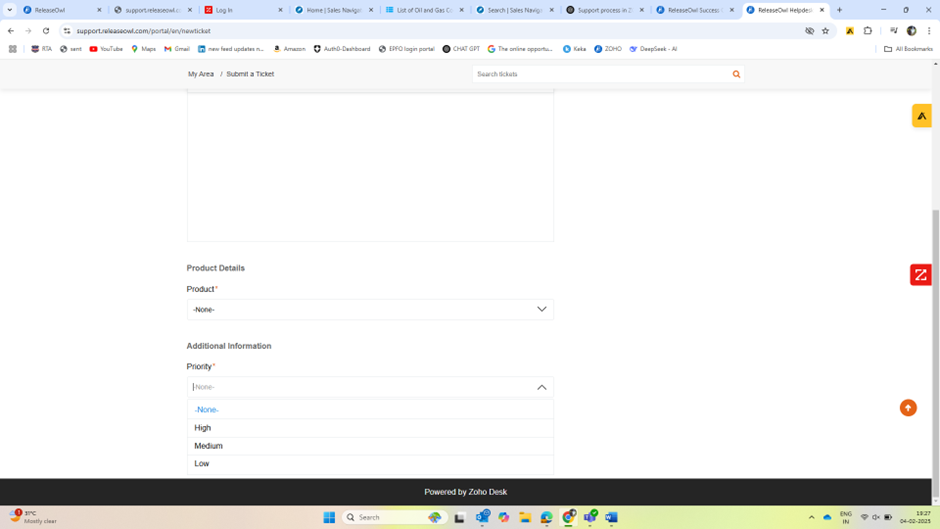 ReleaseOwl
support.releaseowl.c
Log In
Home | Sales Navigat
List of Oil and Gas Co
Search | Sales Navigat
Support process in Z
ReleaseOwl Success
ReleaseOwl Helpdesk
support.releaseowl.com/portal/en/newticket
RTA
sent
YouTube
Maps
Gmail
new feed updates n...
Amazon
Auth0-Dashboard
EPFO login portal
CHAT GPT
The online opportu...
Keka
ZOHO
DeepSeek - AI
All Bookmarks
My Area / Submit a Ticket
Search tickets
Product Details
Product*
-None-
Additional Information
Priority*
-None-
-None-
High
Medium
Low
Powered by Zoho Desk
31°C
Mostly clear
Search
ENG
IN
19:27
04-02-2025